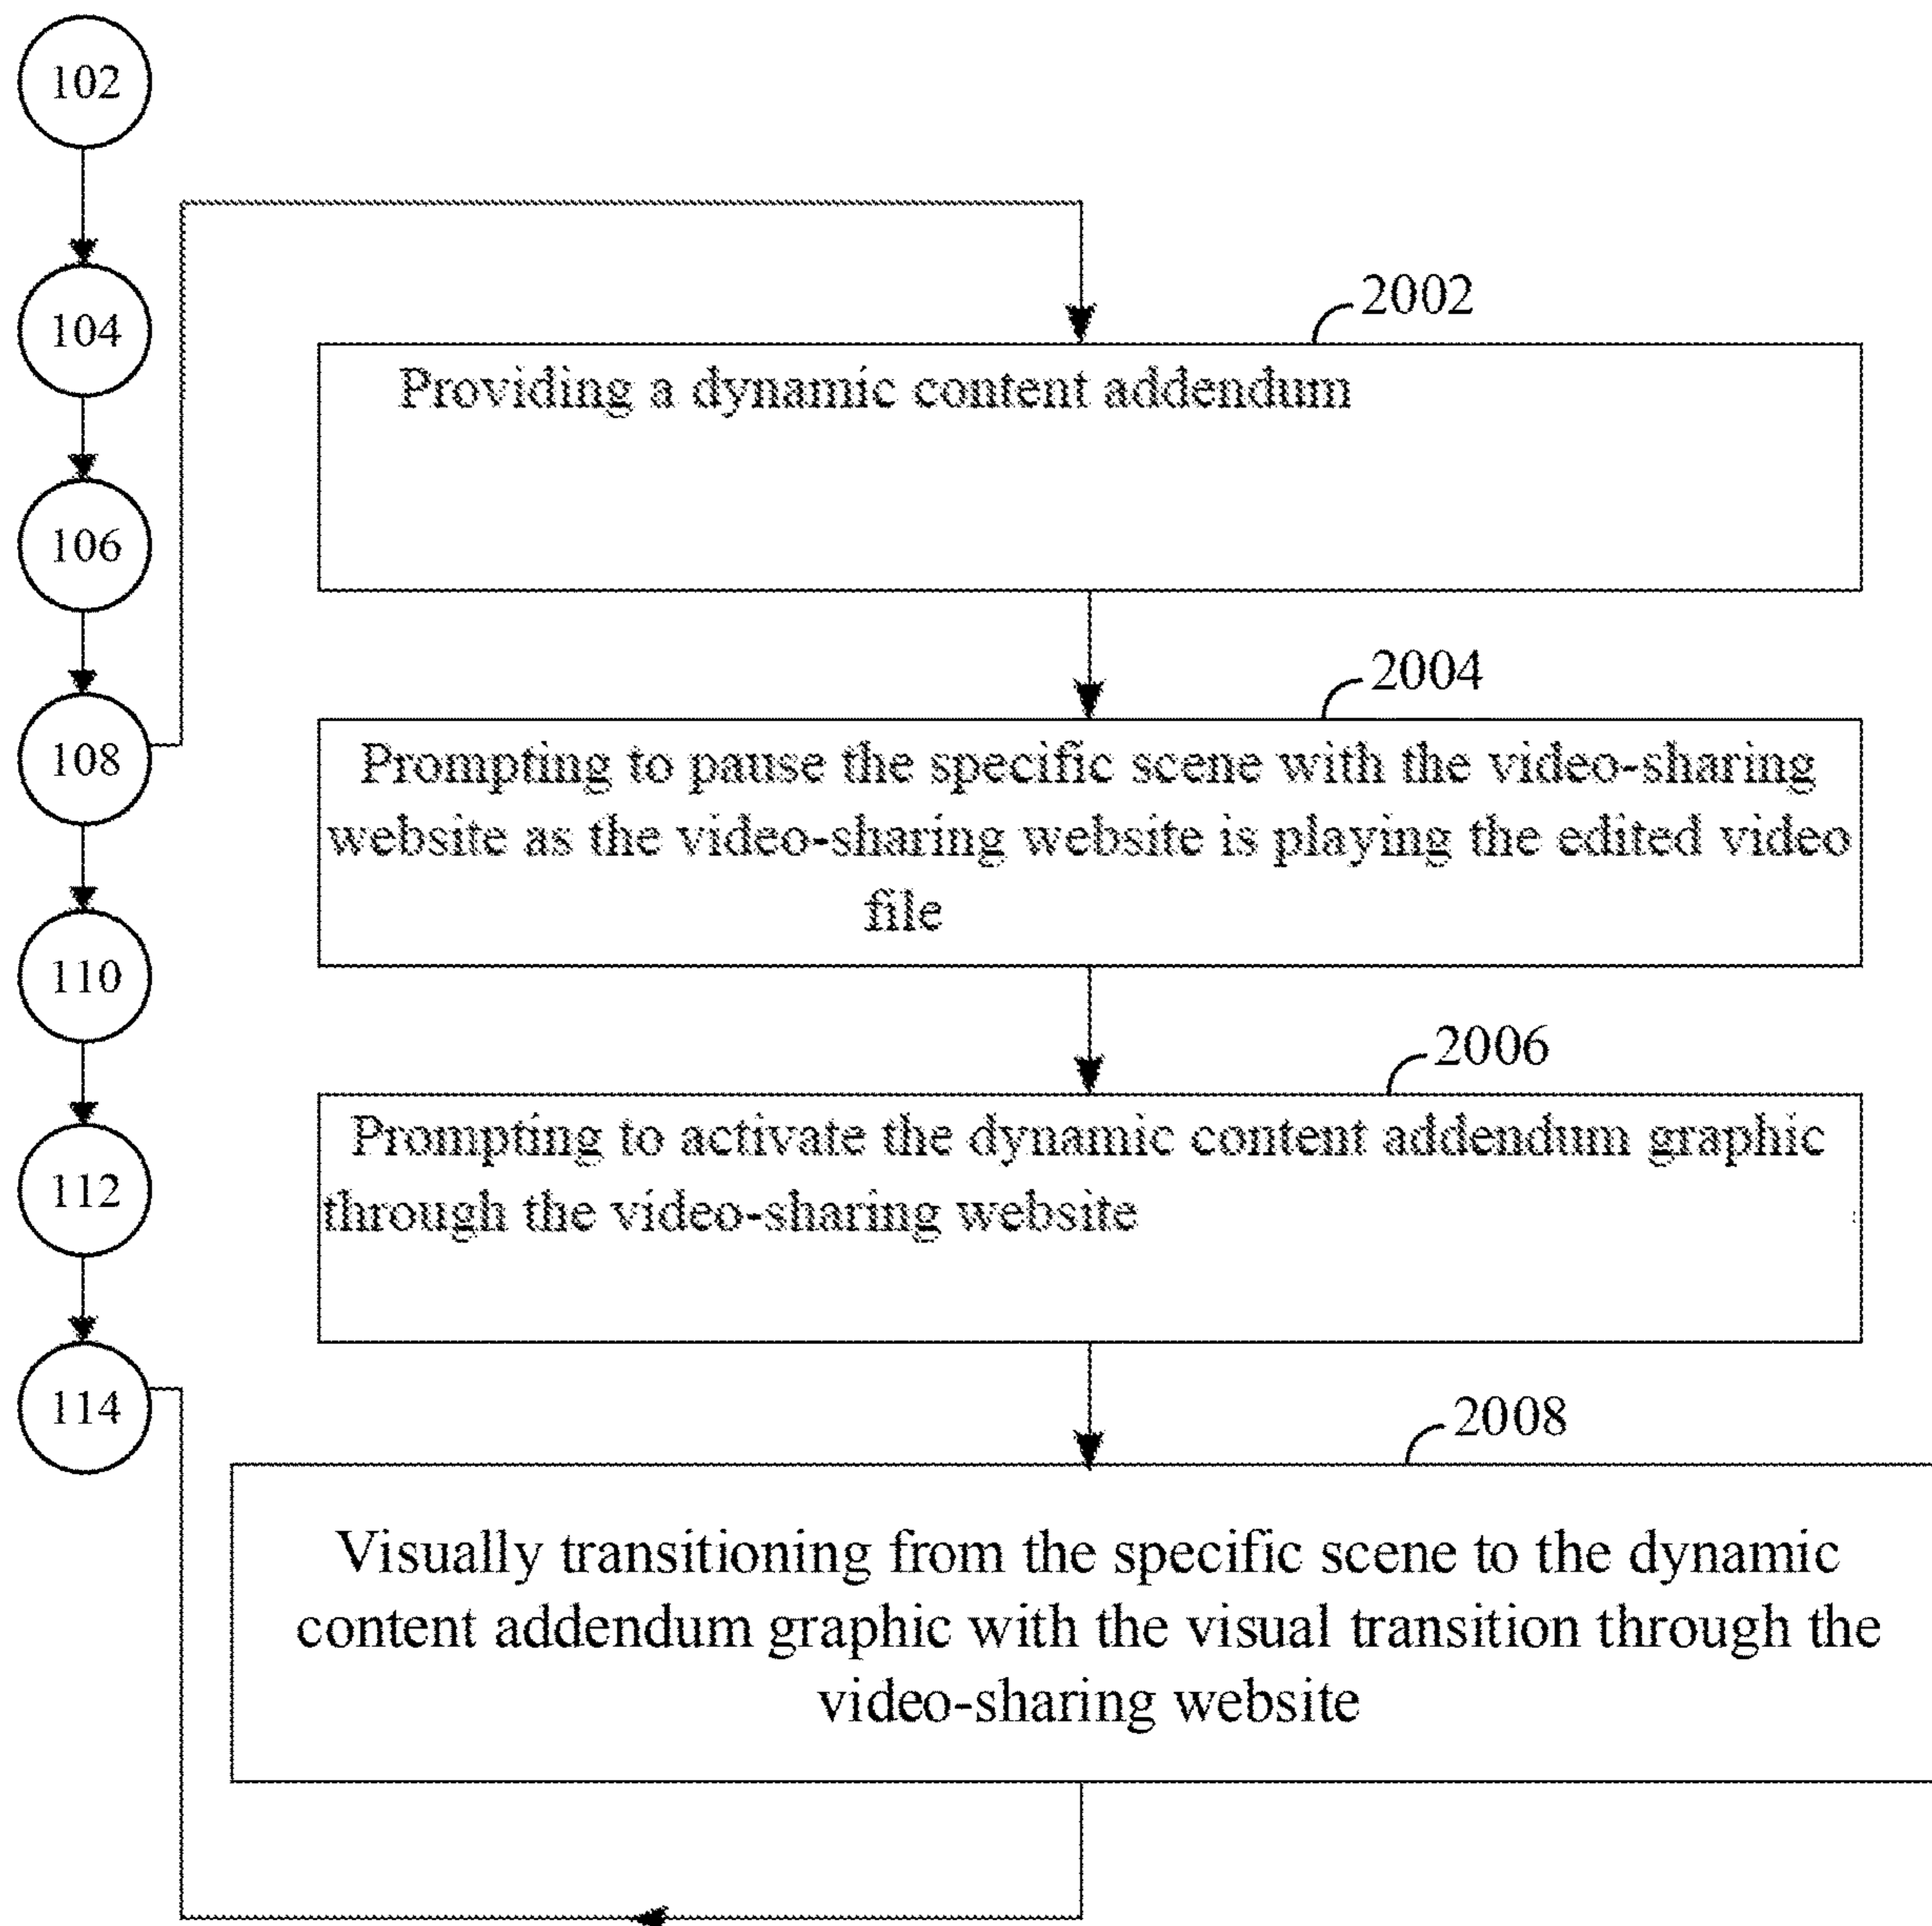 102
104
106
108
110
112
114
2002
Providing a dynamic content addendum
2004
Prompting to pause the specific scene with the video-sharing
website as the video-sharing website is playing the edited video
file
2006
Prompting to activate the dynamic content addendum graphic
through the video-sharing website
2008
Visually transitioning from the specific scene to the dynamic
content addendum graphic with the visual transition through the
video-sharing website